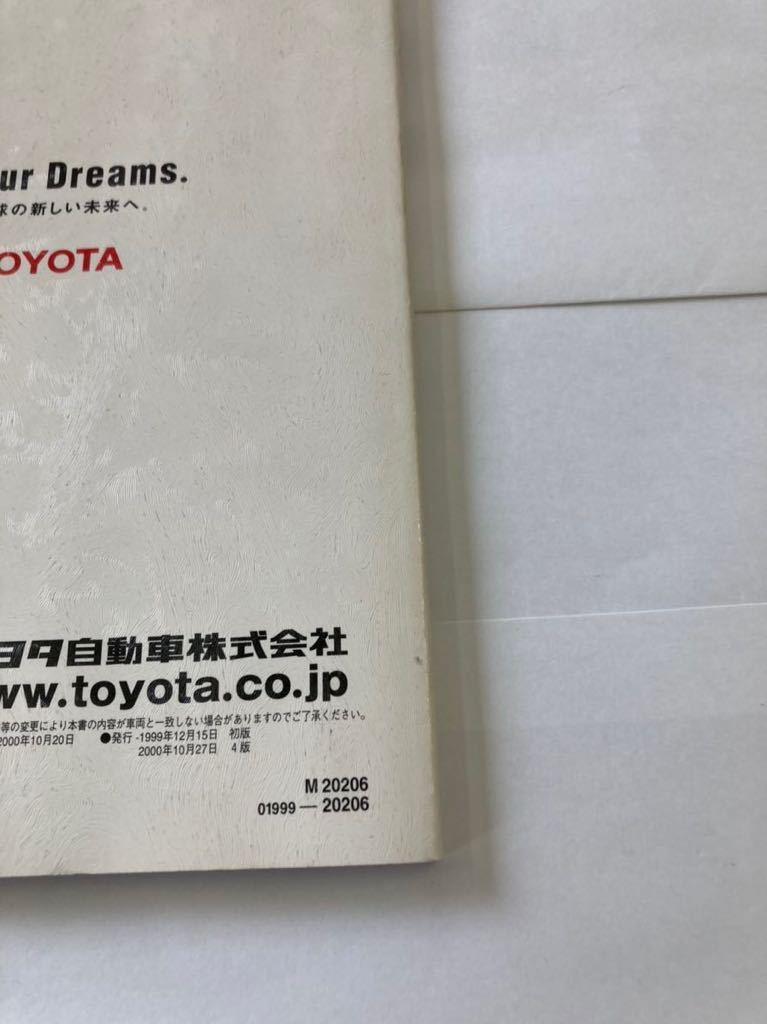 ur Dreams.
球の新しい未来へ。
OYOTA
ヨタ自動車株式会社
ww.toyota.co.jp
等の変更により本書の内容が車両と一致しない場合がありますのでご了承ください。
2000年10月20日 ●発行-1999年12月15日 初版
2000年10月27日 4版
M 20206
01999 — 20206